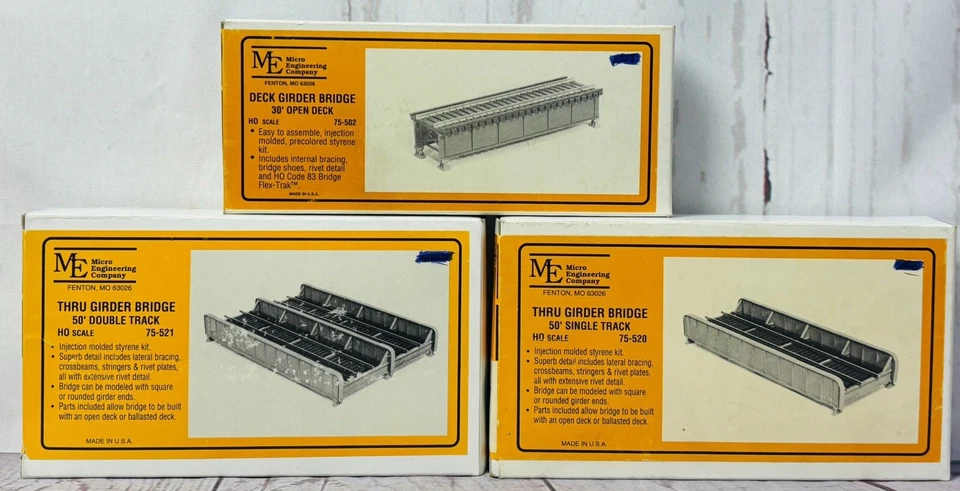 ME Micro
Engineering
Company
FENTON, MO 63026
DECK GIRDER BRIDGE
30' OPEN DECK
HO SCALE 75-502
• Easy to assemble, injection
molded, precolored styrene
kit.
• Includes internal bracing,
bridge shoes, rivet detail
and HO Code 83 Bridge
Flex-Trak™.
MADE IN U.S.A.
ME Micro
Engineering
Company
FENTON, MO 63026
THRU GIRDER BRIDGE
50' DOUBLE TRACK
HO SCALE 75-521
• Injection molded styrene kit.
• Superb detail includes lateral bracing,
crossbeams, stringers & rivet plates,
all with extensive rivet detail.
• Bridge can be modeled with square
or rounded girder ends.
• Parts included allow bridge to be built
with an open deck or ballasted deck.
MADE IN U.S.A.
ME Micro
Engineering
Company
FENTON, MO 63026
THRU GIRDER BRIDGE
50' SINGLE TRACK
HO SCALE 75-520
• Injection molded styrene kit.
• Superb detail includes lateral bracing,
crossbeams, stringers & rivet plates,
all with extensive rivet detail.
• Bridge can be modeled with square
or rounded girder ends.
• Parts included allow bridge to be built
with an open deck or ballasted deck.
MADE IN U.S.A.